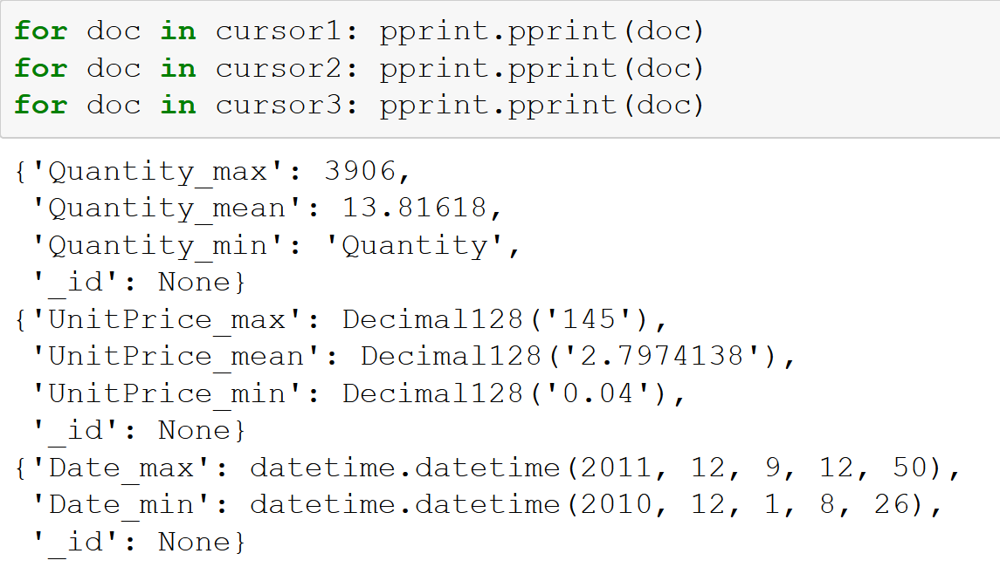 for doc in cursor1: pprint.pprint(doc)
for doc in cursor2: pprint.pprint(doc)
for doc in cursor3: pprint.pprint(doc)
{'Quantity_max': 3906,
 'Quantity_mean': 13.81618,
 'Quantity_min': 'Quantity',
 '_id': None}
{'UnitPrice_max': Decimal128('145'),
 'UnitPrice_mean': Decimal128('2.7974138'),
 'UnitPrice_min': Decimal128('0.04'),
 '_id': None}
{'Date_max': datetime.datetime(2011, 12, 9, 12, 50),
 'Date_min': datetime.datetime(2010, 12, 1, 8, 26),
 '_id': None}